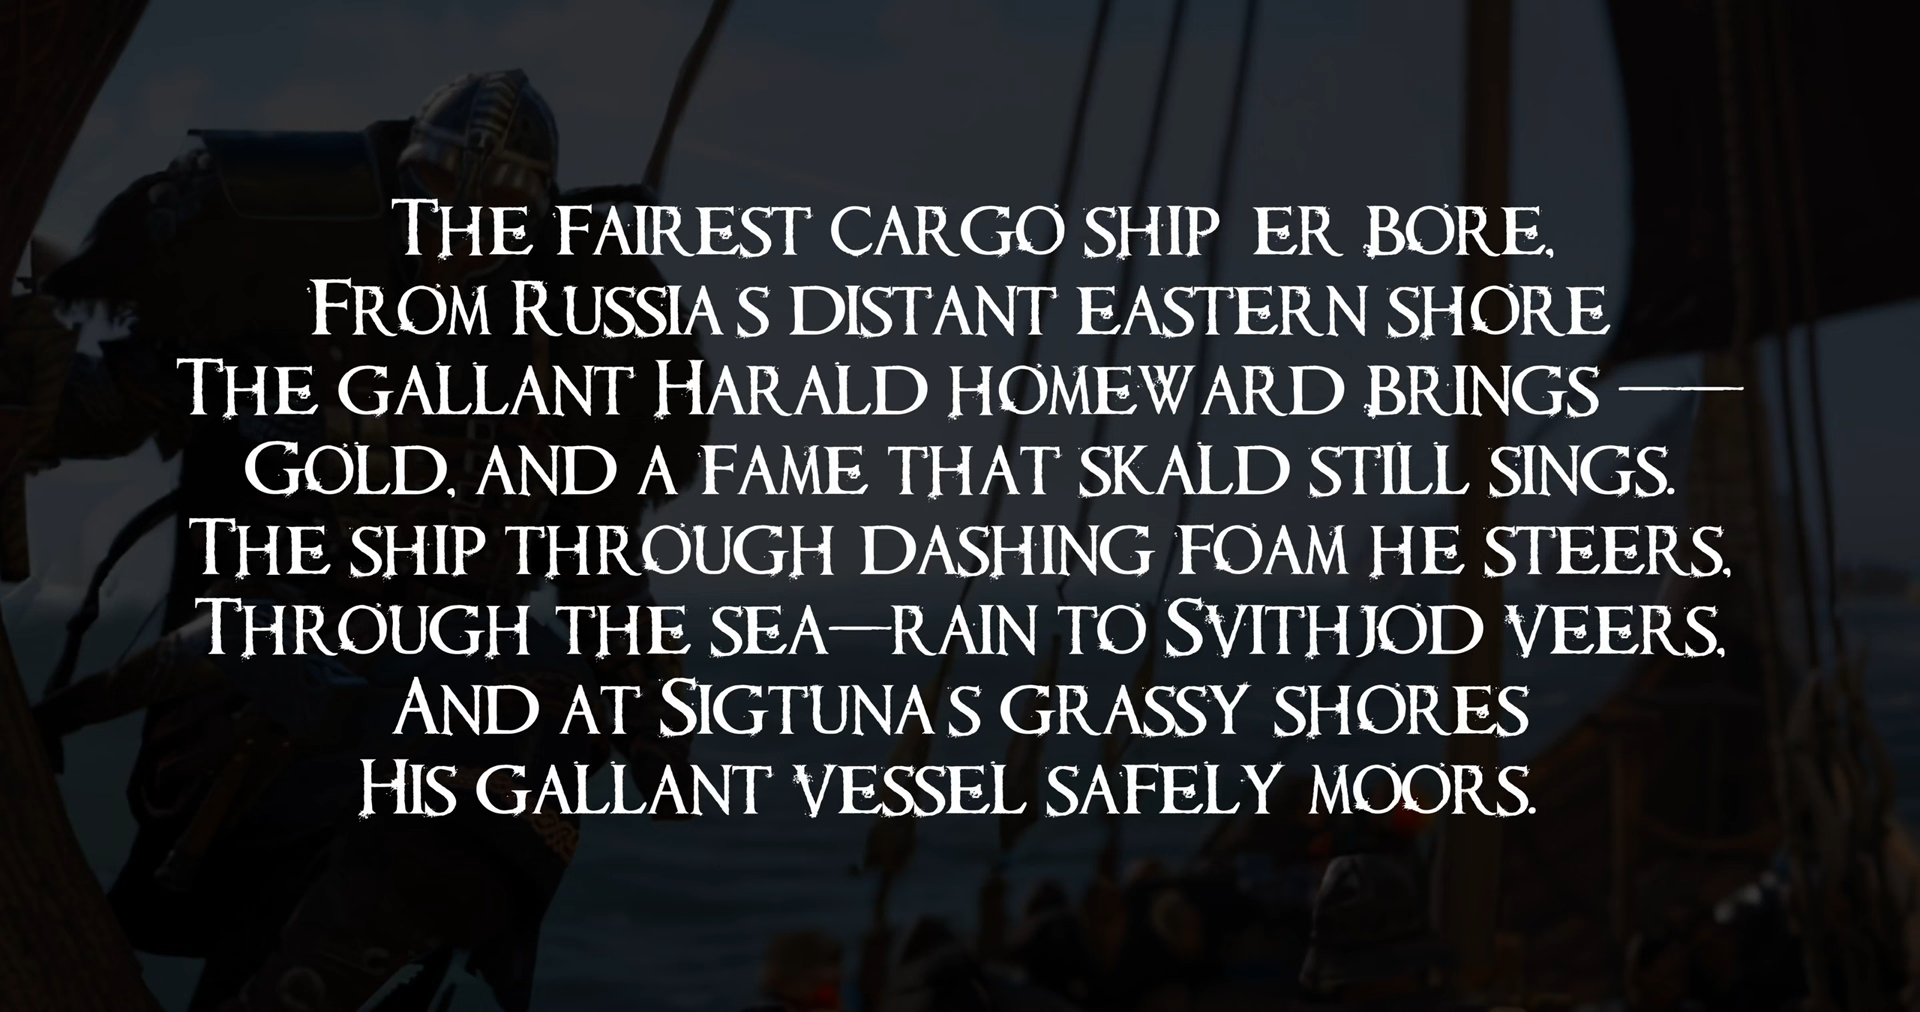 The fairest cargo ship er bore,
From Russia s distant eastern shore
The gallant Harald homeward brings ——
Gold, and a fame that skald still sings.
The ship through dashing foam he steers,
Through the sea—rain to Svithjod veers,
And at Sigtuna s grassy shores
His gallant vessel safely moors.